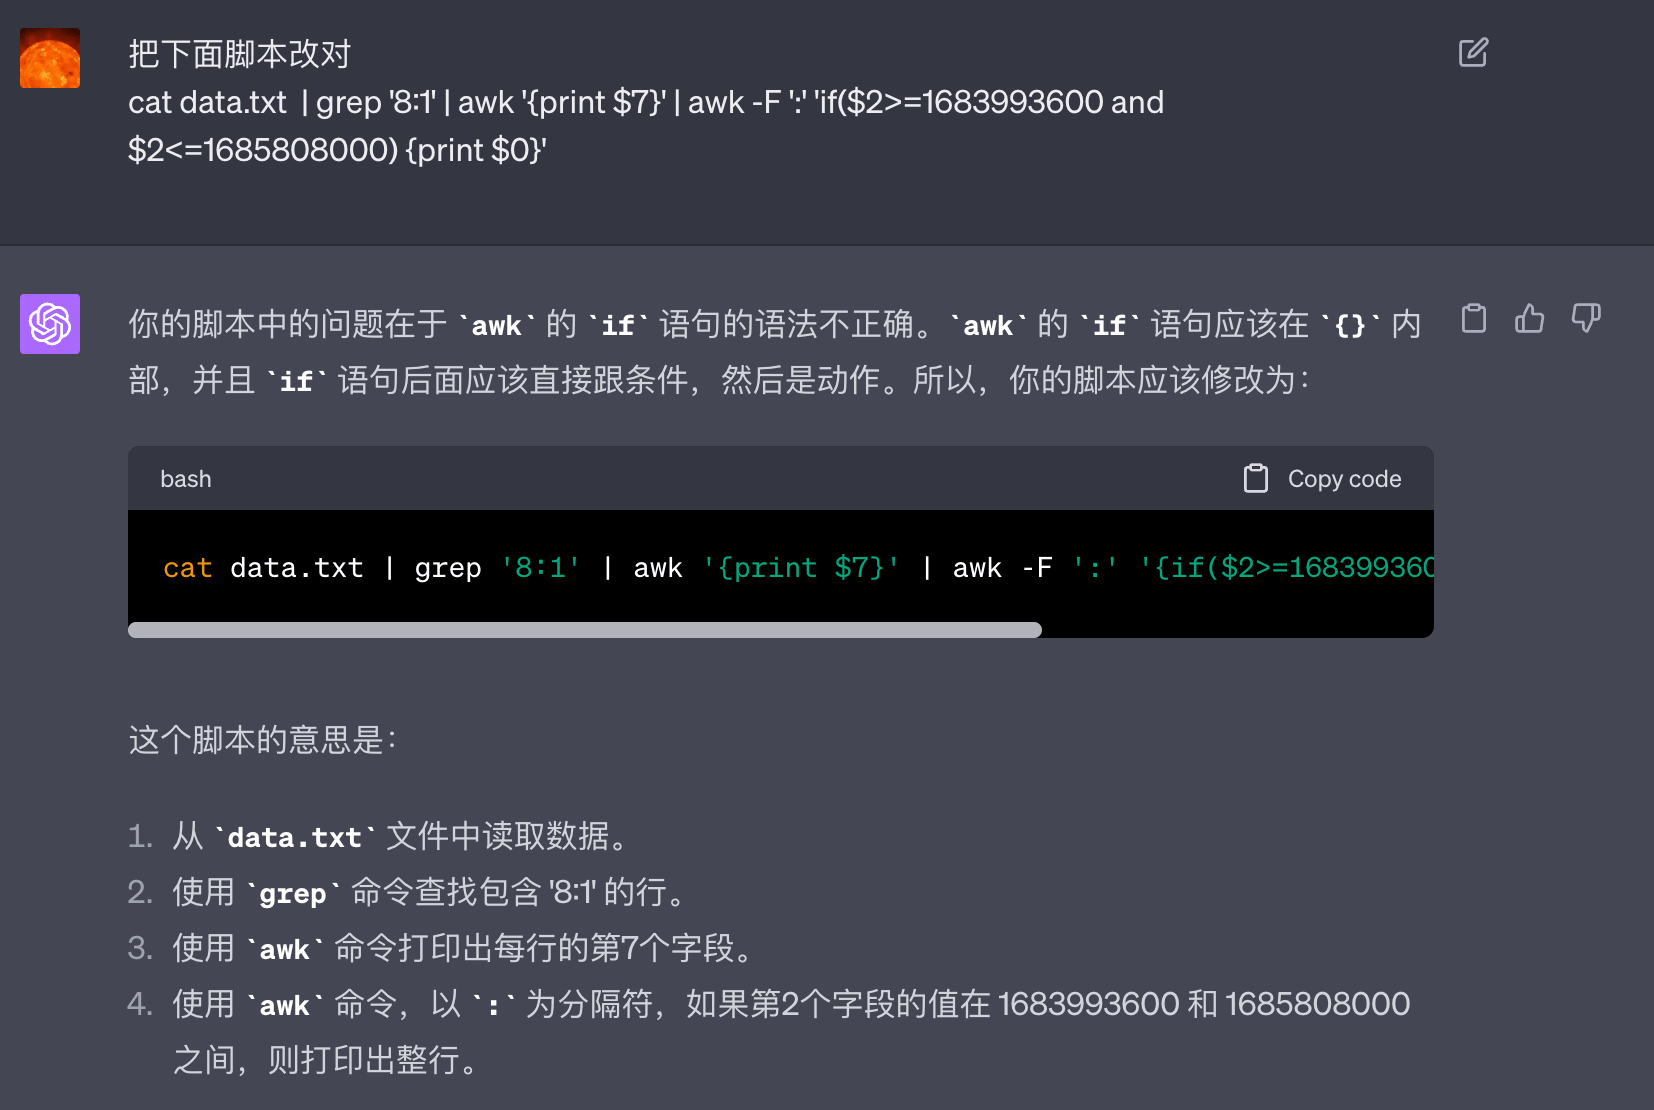 把下面脚本改对
cat data.txt  | grep '8:1' | awk '{print $7}' | awk -F ':' 'if($2>=1683993600 and
$2<=1685808000) {print $0}'
你的脚本中的问题在于 `awk` 的 `if` 语句的语法不正确。`awk` 的 `if` 语句应该在 `{}` 内
部，并且 `if` 语句后面应该直接跟条件，然后是动作。所以，你的脚本应该修改为：
bash
Copy code
cat data.txt | grep '8:1' | awk '{print $7}' | awk -F ':' '{if($2>=168399360
这个脚本的意思是：
1. 从 `data.txt` 文件中读取数据。
2. 使用 `grep` 命令查找包含 '8:1' 的行。
3. 使用 `awk` 命令打印出每行的第7个字段。
4. 使用 `awk` 命令，以 `:` 为分隔符，如果第2个字段的值在 1683993600 和 1685808000
之间，则打印出整行。